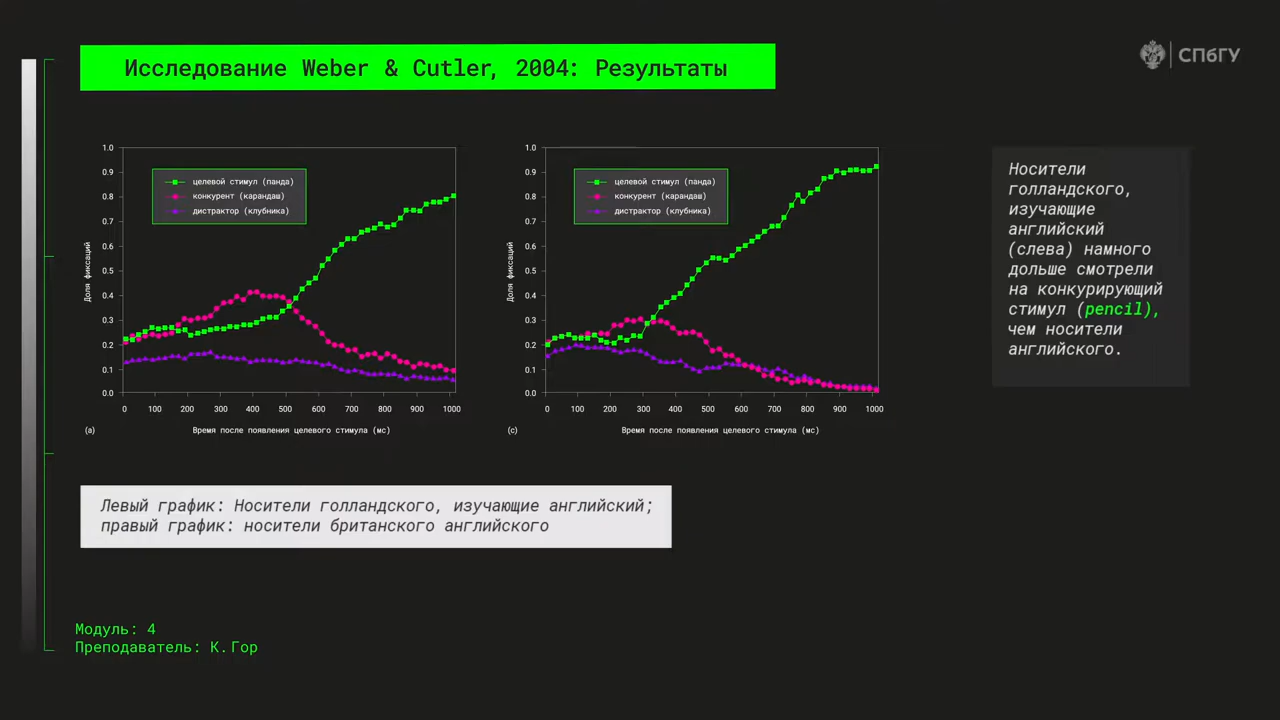 Исследование Weber & Cutler, 2004: Результаты
СПбГУ
1.0
0.9
0.8
0.7
0.6
0.5
0.4
0.3
0.2
0.1
0.0
Доля фиксаций
целевой стимул (панда)
конкурент (карандаш)
дистрактор (клубника)
0 100 200 300 400 500 600 700 800 900 1000
(a) Время после появления целевого стимула (мс)
1.0
0.9
0.8
0.7
0.6
0.5
0.4
0.3
0.2
0.1
0.0
Доля фиксаций
целевой стимул (панда)
конкурент (карандаш)
дистрактор (клубника)
0 100 200 300 400 500 600 700 800 900 1000
(c) Время после появления целевого стимула (мс)
Носители
голландского,
изучающие
английский
(слева) намного
дольше смотрели
на конкурирующий
стимул (pencil),
чем носители
английского.
Левый график: Носители голландского, изучающие английский;
правый график: носители британского английского
Модуль: 4
Преподаватель: К.Гор